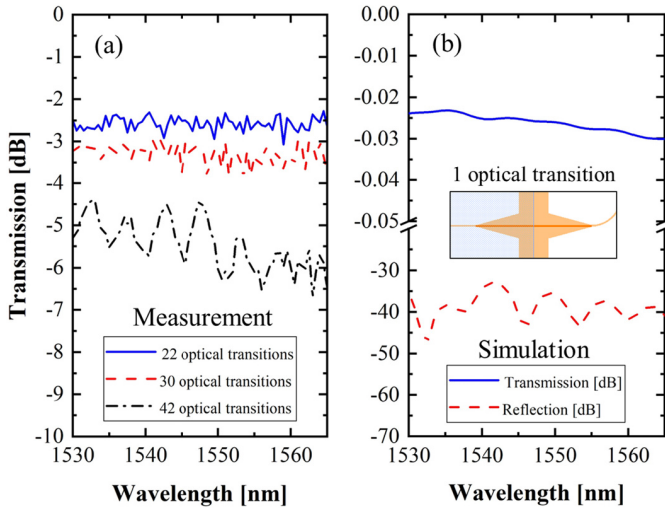 (a)
Transmission [dB]
0
-1
-2
-3
-4
-5
-6
-7
-8
-9
-10
Measurement
22 optical transitions
30 optical transitions
42 optical transitions
1530
1540
1550
1560
Wavelength [nm]
(b)
0.00
-0.01
-0.02
-0.03
-0.04
-0.05
-30
-40
-50
-60
-70
1 optical transition
Simulation
Transmission [dB]
Reflection [dB]
1530
1540
1550
1560
Wavelength [nm]